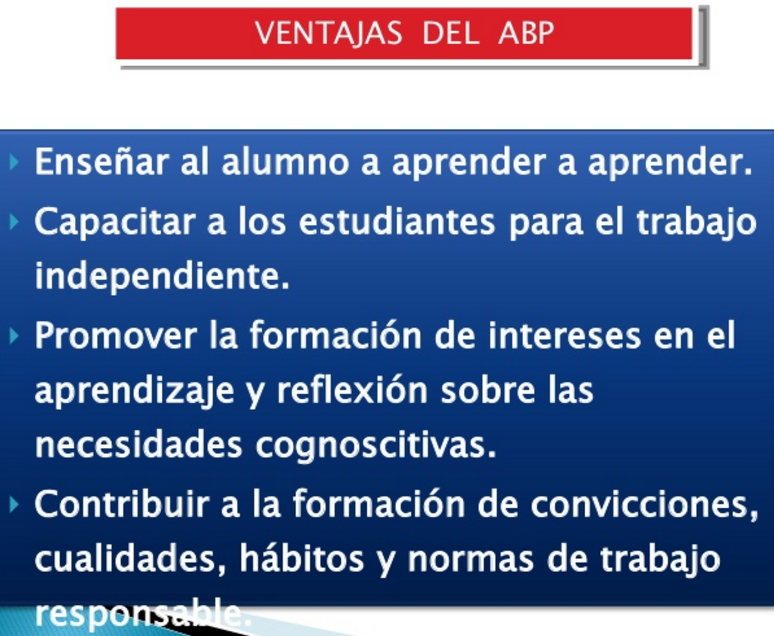 VENTAJAS DEL ABP
Enseñar al alumno a aprender a aprender.
Capacitar a los estudiantes para el trabajo
independiente.
Promover la formación de intereses en el
aprendizaje y reflexión sobre las
necesidades cognoscitivas.
Contribuir a la formación de convicciones,
cualidades, hábitos y normas de trabajo
responsable.